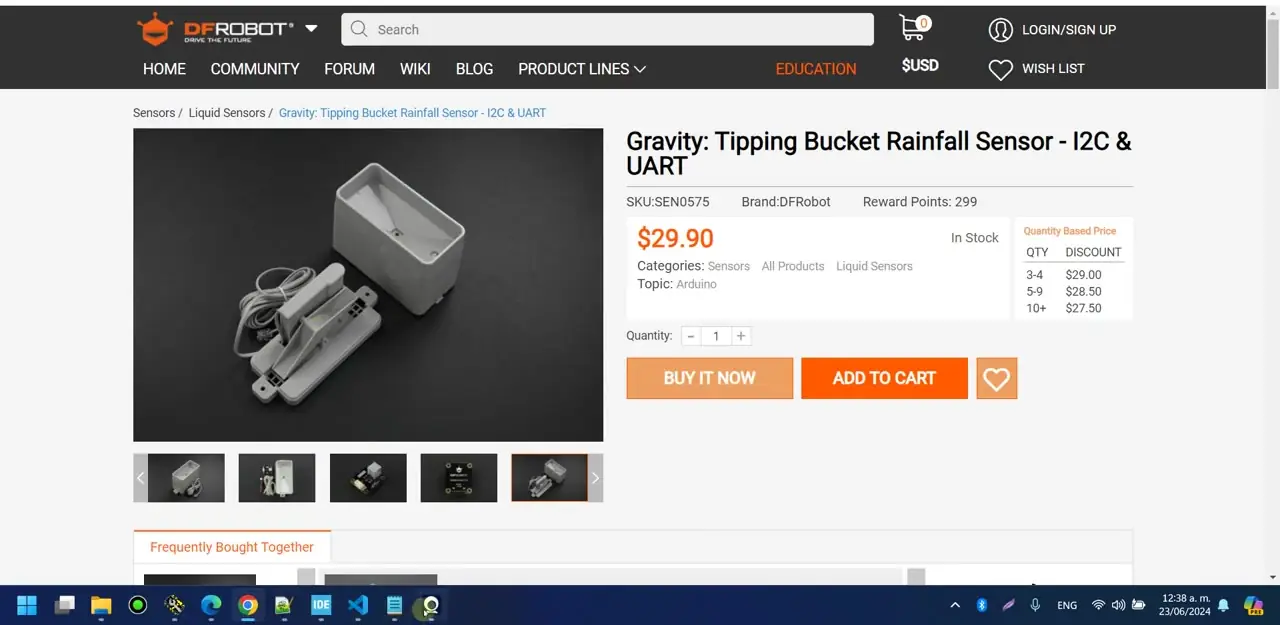 DFROBOT
DRIVE THE FUTURE
Search
0
LOGIN/SIGN UP
HOME
COMMUNITY
FORUM
WIKI
BLOG
PRODUCT LINES
EDUCATION
$USD
WISH LIST
Sensors / Liquid Sensors / Gravity: Tipping Bucket Rainfall Sensor - I2C & UART
Gravity: Tipping Bucket Rainfall Sensor - I2C &
UART
SKU:SEN0575 Brand:DFRobot Reward Points: 299
$29.90
In Stock
Categories: Sensors All Products Liquid Sensors
Topic: Arduino
Quantity Based Price
QTY DISCOUNT
3-4 $29.00
5-9 $28.50
10+ $27.50
Quantity: - 1 +
BUY IT NOW
ADD TO CART
Frequently Bought Together
IDE
ENG
12:38 a. m.
23/06/2024
PRE